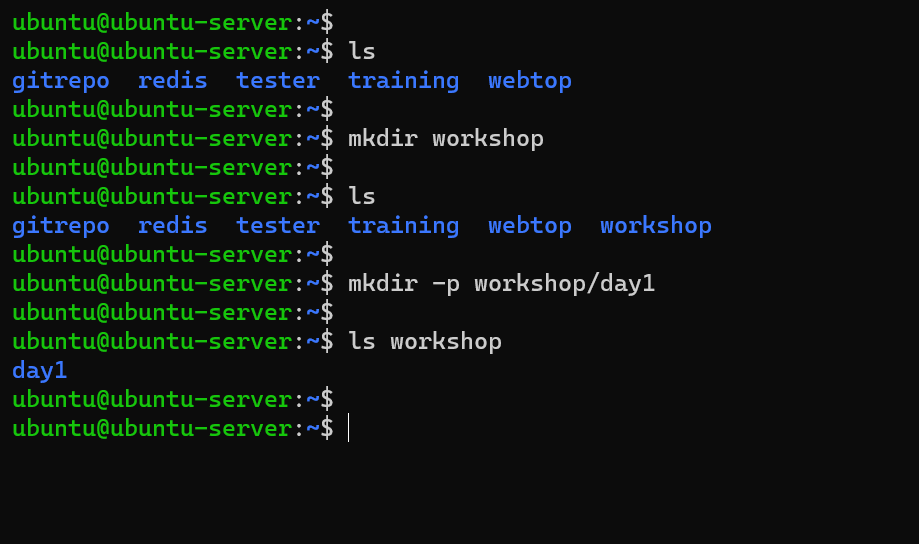 ubuntu@ubuntu-server:~$
ubuntu@ubuntu-server:~$ ls
gitrepo  redis  tester  training  webtop
ubuntu@ubuntu-server:~$
ubuntu@ubuntu-server:~$ mkdir workshop
ubuntu@ubuntu-server:~$
ubuntu@ubuntu-server:~$ ls
gitrepo  redis  tester  training  webtop  workshop
ubuntu@ubuntu-server:~$
ubuntu@ubuntu-server:~$ mkdir -p workshop/day1
ubuntu@ubuntu-server:~$
ubuntu@ubuntu-server:~$ ls workshop
day1
ubuntu@ubuntu-server:~$
ubuntu@ubuntu-server:~$